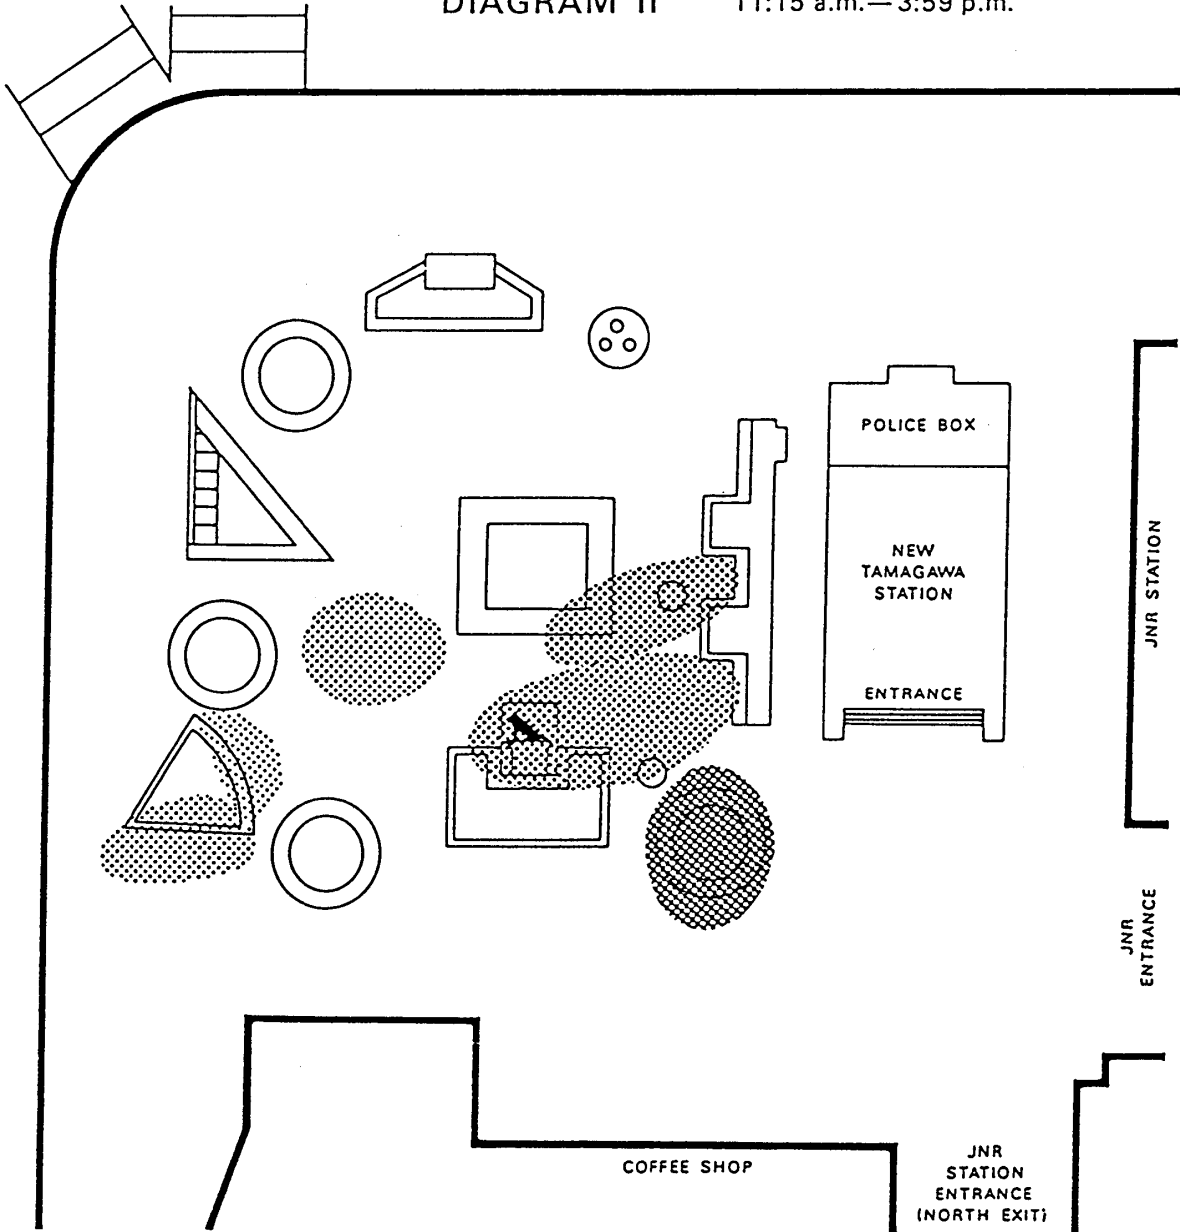 DIAGRAM II 11:15 a.m.—3:59 p.m.
POLICE BOX
NEW
TAMAGAWA
STATION
ENTRANCE
JNR STATION
JNR
ENTRANCE
COFFEE SHOP
JNR
STATION
ENTRANCE
(NORTH EXIT)